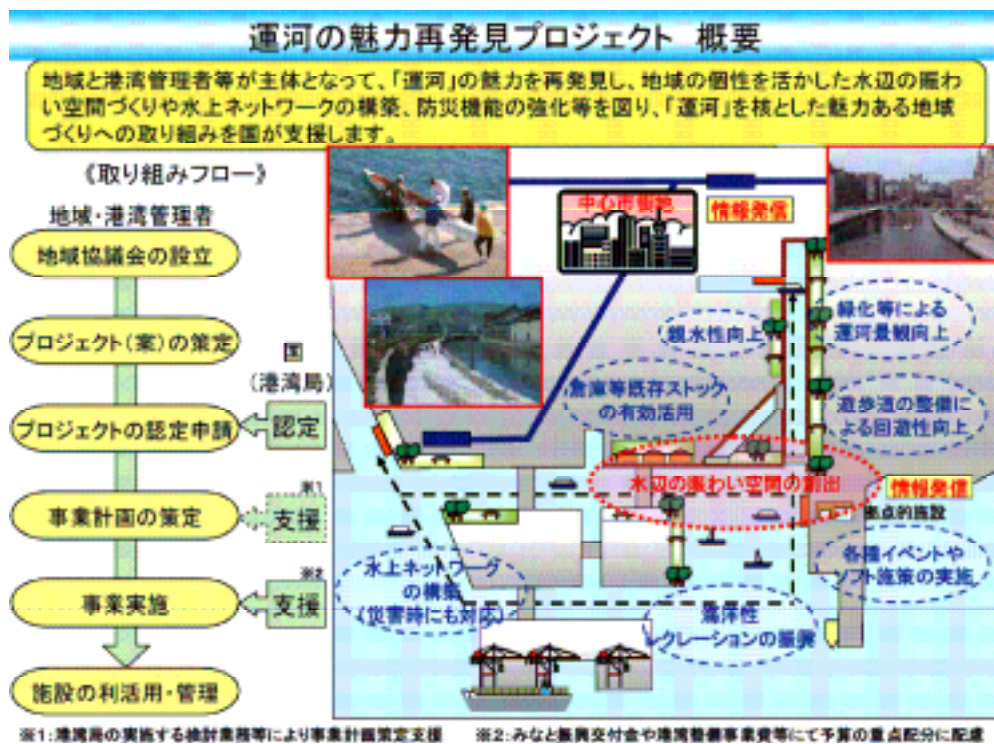 運河の魅力再発見プロジェクト 概要
地域と港湾管理者等が主体となって、「運河」の魅力を再発見し、地域の個性を活かした水辺の賑わ
い空間づくりや水上ネットワークの構築、防災機能の強化等を図り、「運河」を核とした魅力ある地域
づくりへの取り組みを国が支援します。
《取り組みフロー》
地域・港湾管理者
地域協議会の設立
プロジェクト(案)の策定
国
(港湾局)
プロジェクトの認定申請
認定
※1
事業計画の策定
支援
※2
事業実施
支援
施設の利活用・管理
中心市街地
情報発信
親水性向上
緑化等による
運河景観向上
倉庫等既存ストック
の有効活用
遊歩道の整備に
よる回遊性向上
水辺の賑わい空間の創出
情報発信
拠点的施設
各種イベントや
ソフト施策の実施
水上ネットワーク
の構築
(災害時にも対応)
海洋性
レクレーションの振興
※1:港湾局の実施する検討業務等により事業計画策定支援
※2:みなと振興交付金や港湾整備事業費等にて予算の重点配分に配慮